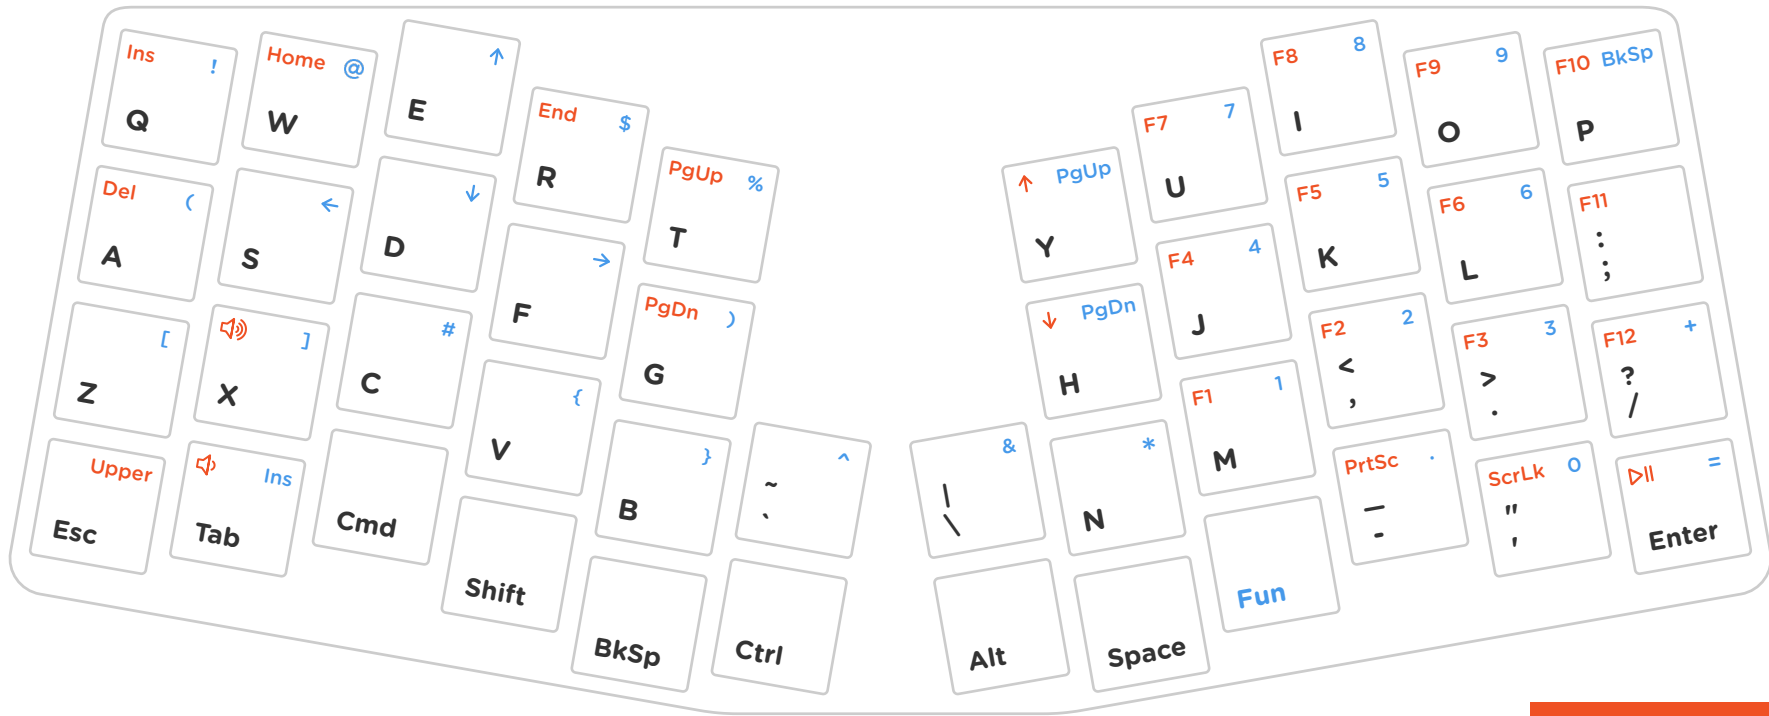 Ins !
Q
Home @
W
↑
E
End $
R
PgUp %
T
↑ PgUp
Y
F7 7
U
F8 8
I
F9 9
O
F10 BkSp
P
Del (
A
←
S
↓
D
→
F
PgDn )
G
↓ PgDn
H
F4 4
J
F5 5
K
F6 6
L
F11
:
;
[
Z
]
X
#
C
{
V
}
B
^
~
`
&
|
\
*
N
F1 1
M
F2 2
<
,
F3 3
>
.
F12 +
?
/
Upper
Esc
Ins
Tab
Cmd
Shift
BkSp
Ctrl
Alt
Space
Fun
PrtSc .
_
-
ScrLk 0
"
'
=
Enter